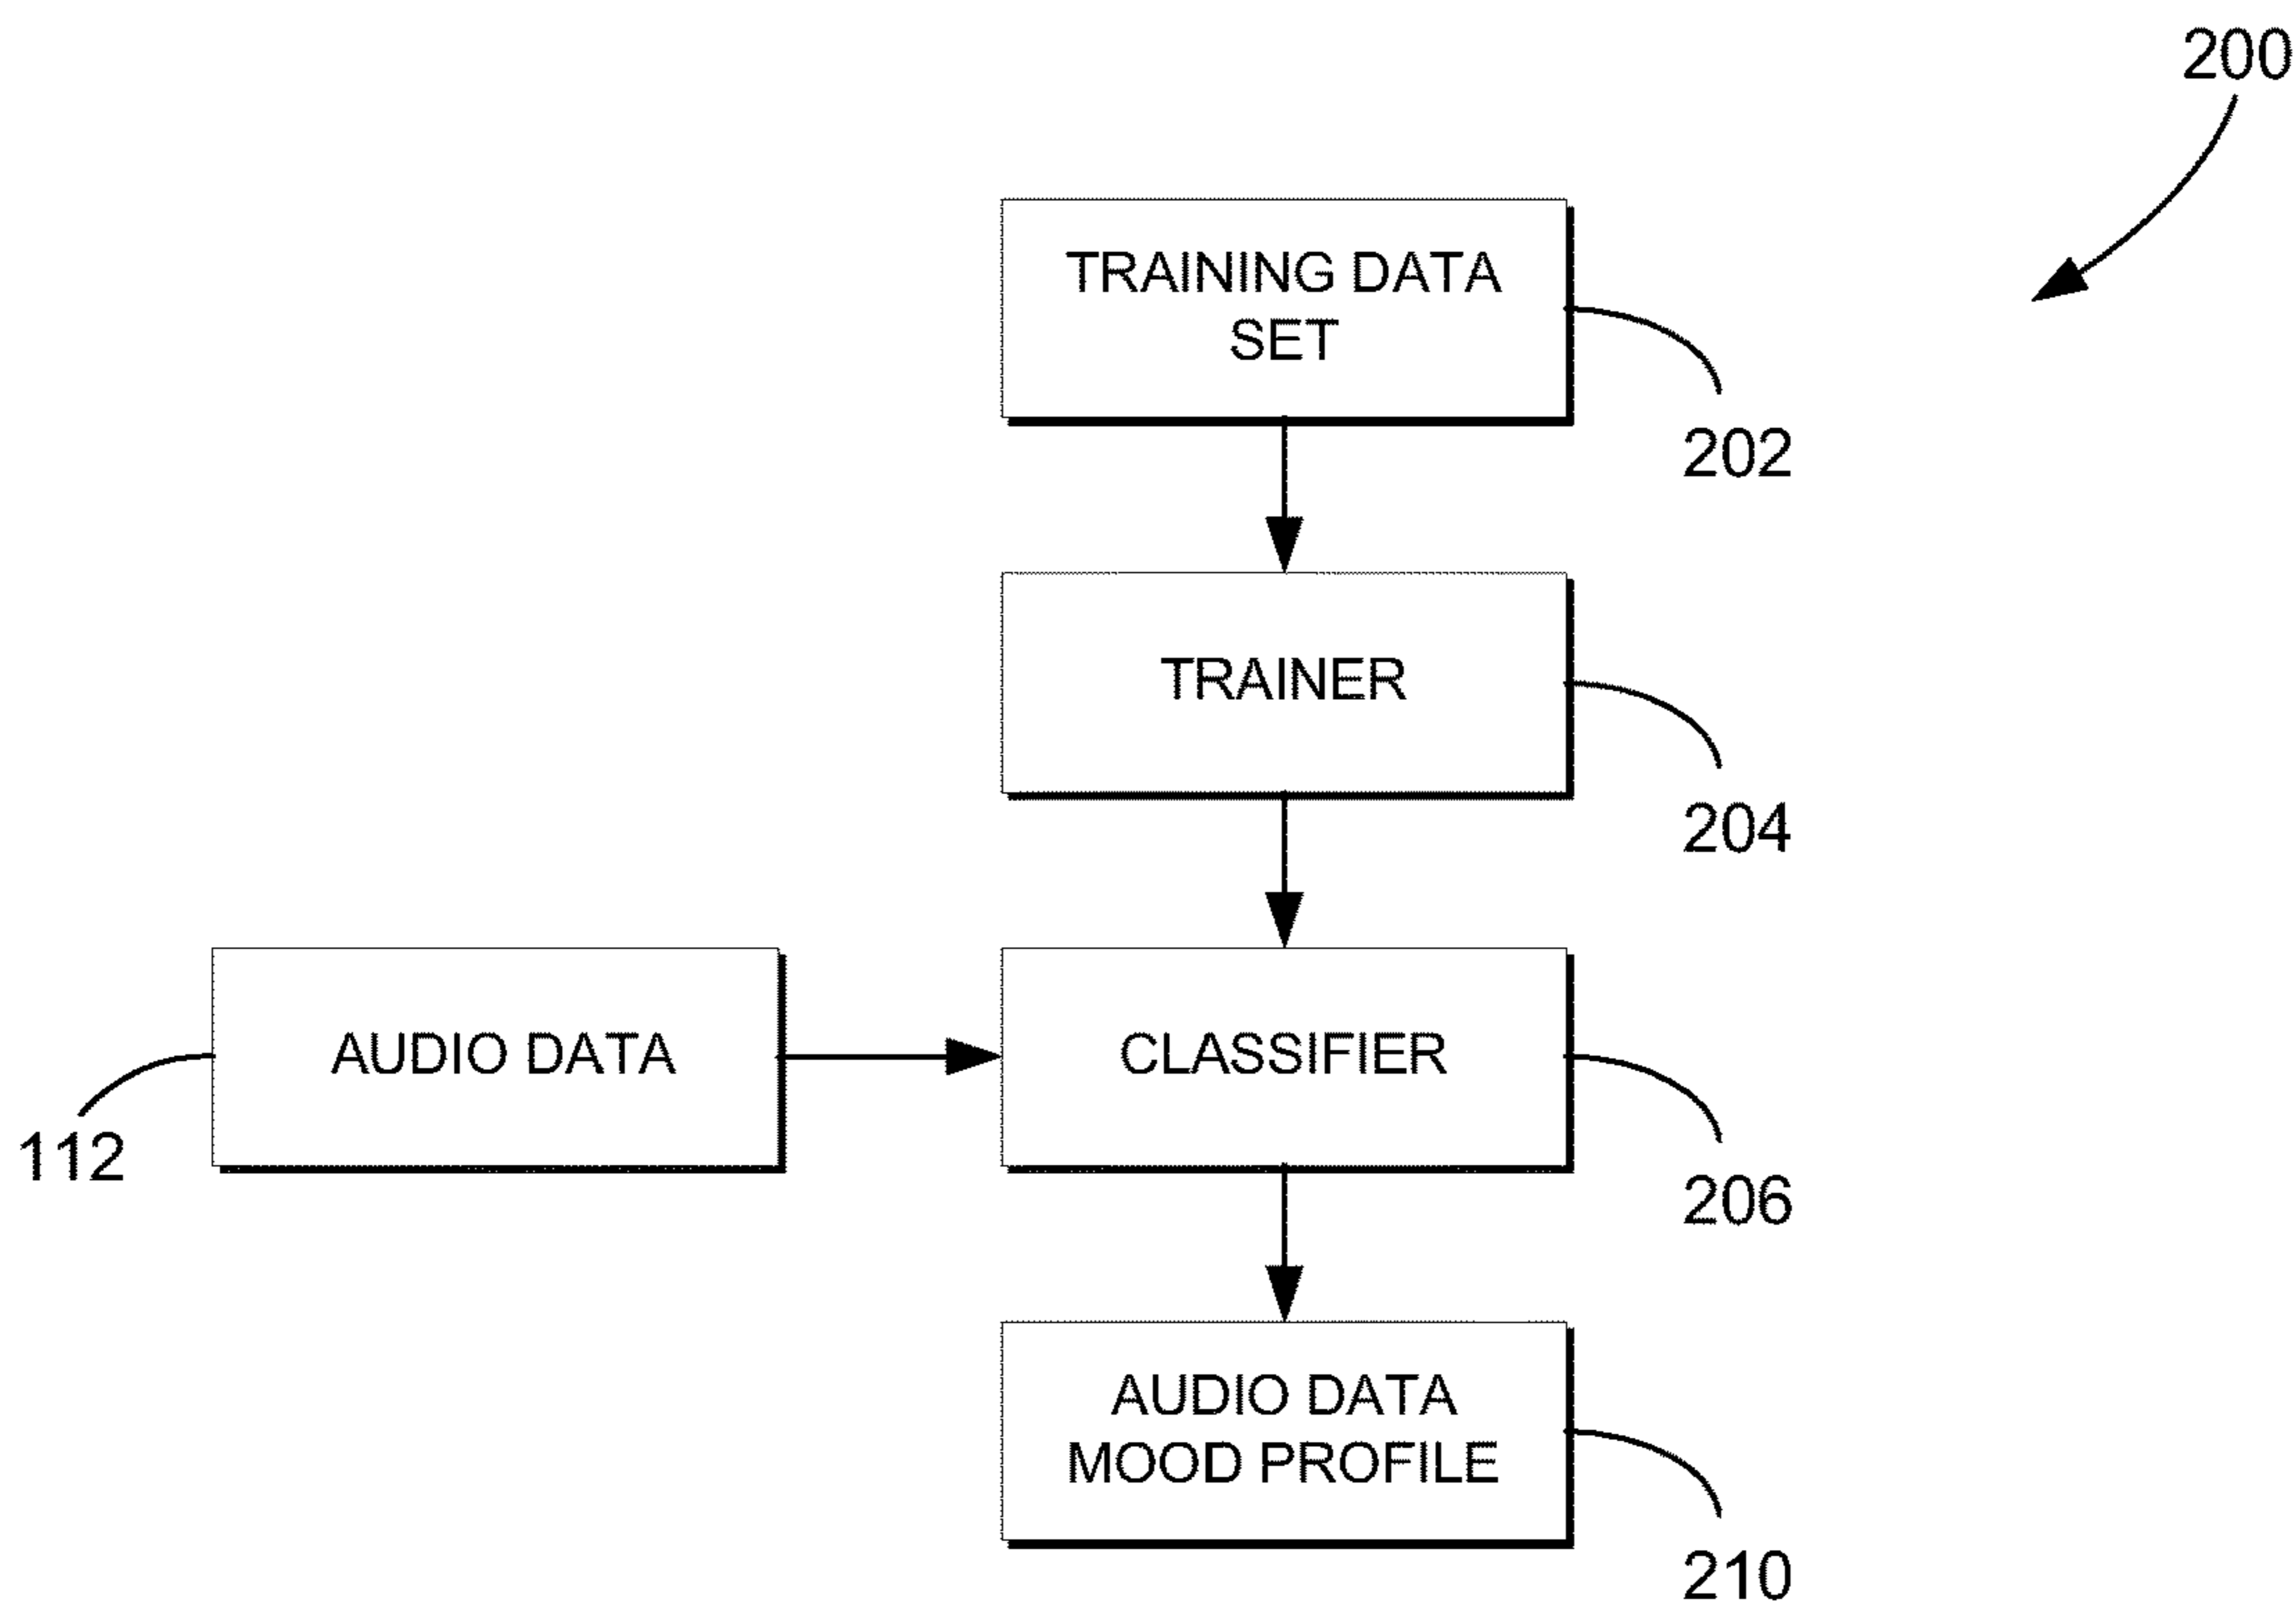 200
TRAINING DATA
SET
202
TRAINER
204
AUDIO DATA
CLASSIFIER
112
206
AUDIO DATA
MOOD PROFILE
210